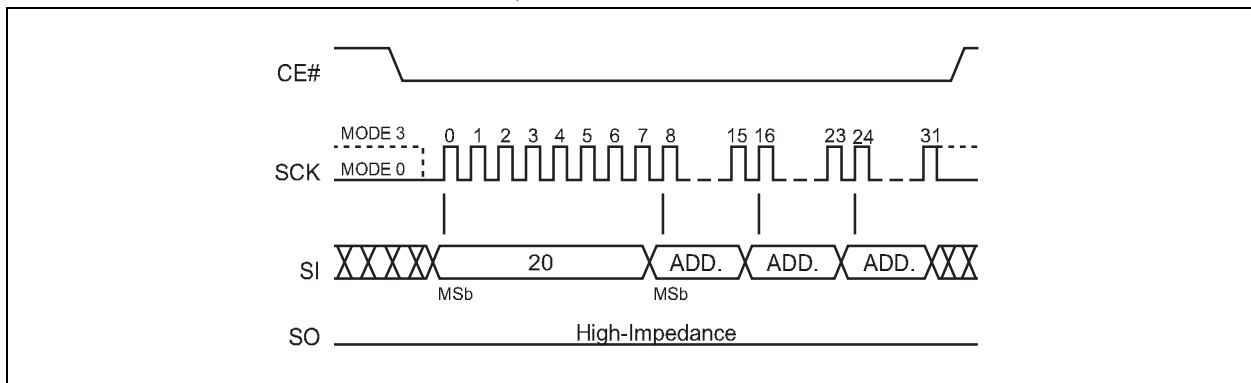 CE#
MODE 3
0 1 2 3 4 5 6 7 8 15 16 23 24 31
SCK
MODE 0
SI
20
ADD.
ADD.
ADD.
MSb
MSb
SO
High-Impedance